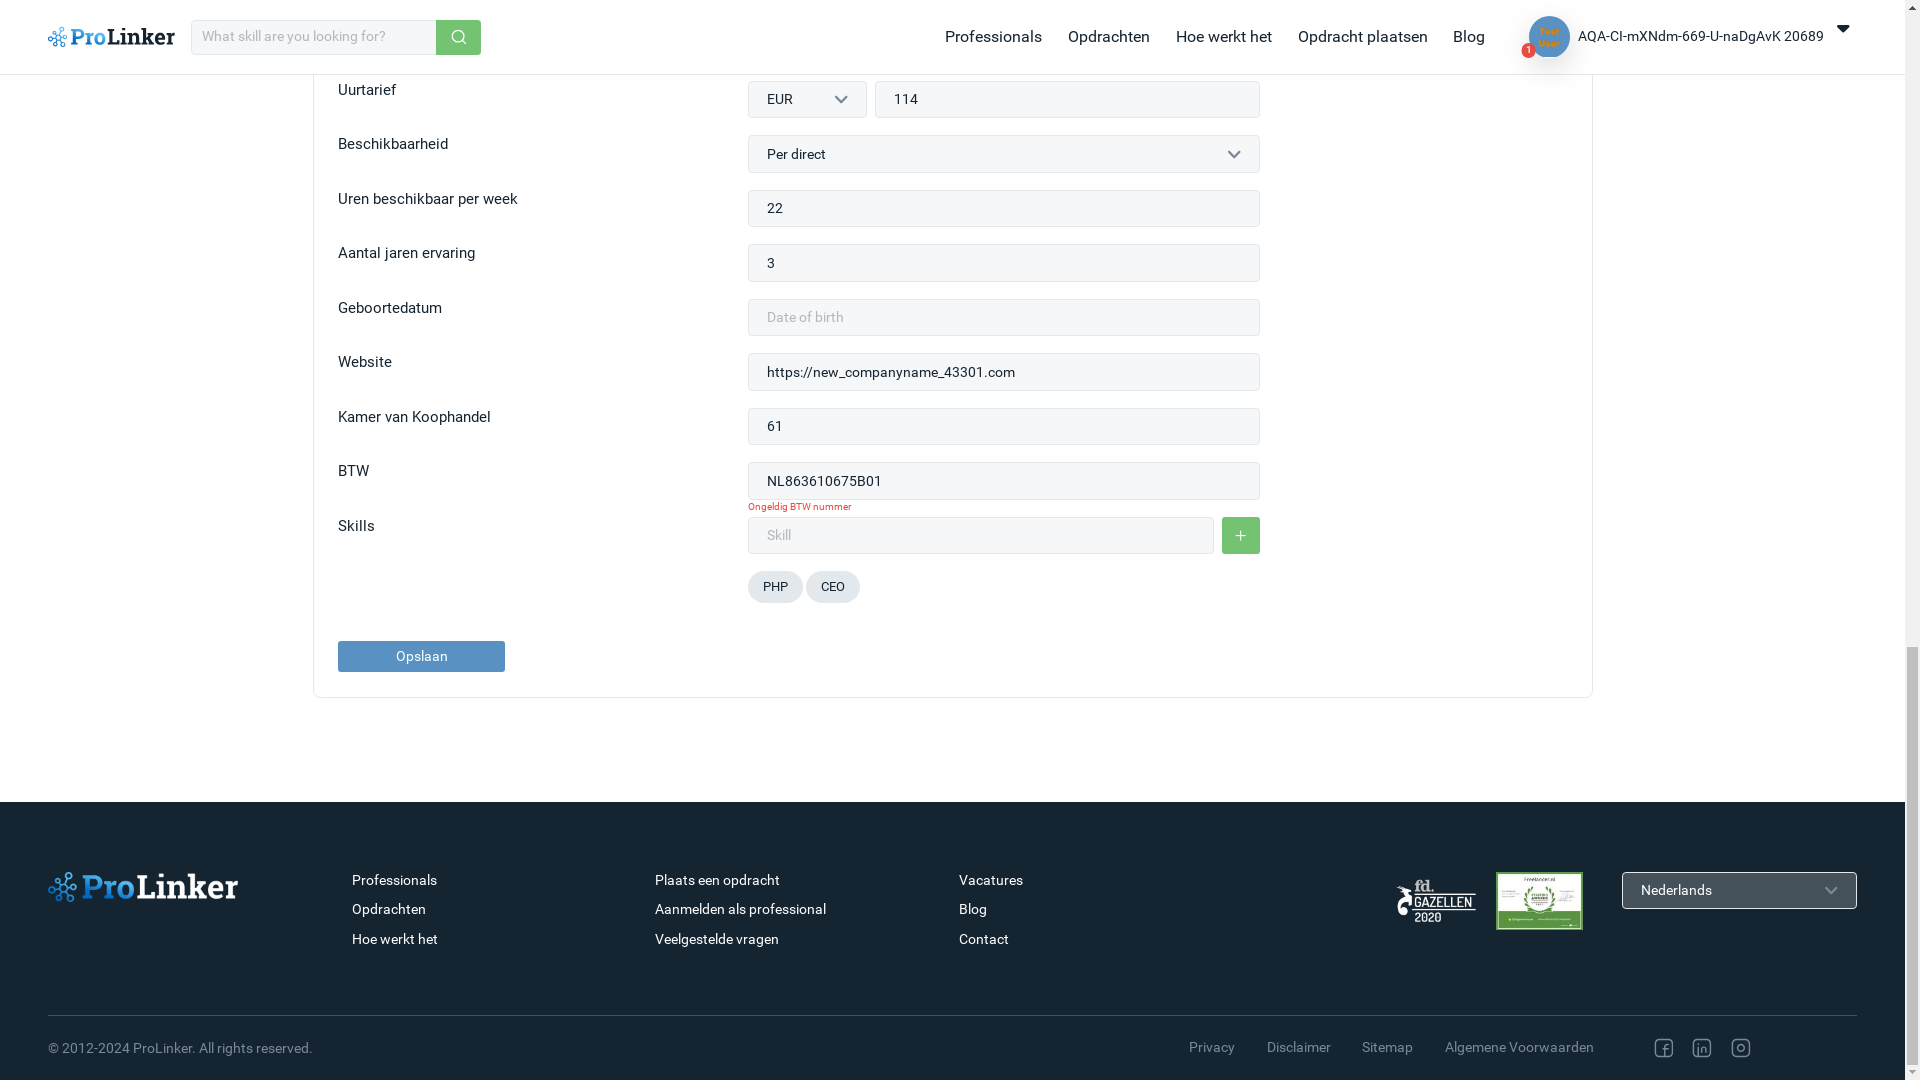 ProLinker
What skill are you looking for?
Professionals
Opdrachten
Hoe werkt het
Opdracht plaatsen
Blog
1
AQA-CI-mXNdm-669-U-naDgAvK 20689
Uurtarief
EUR
114
Beschikbaarheid
Per direct
Uren beschikbaar per week
22
Aantal jaren ervaring
3
Geboortedatum
Date of birth
Website
https://new_companyname_43301.com
Kamer van Koophandel
61
BTW
NL863610675B01
Ongeldig BTW nummer
Skills
Skill
+
PHP
CEO
Opslaan
ProLinker
Professionals
Opdrachten
Hoe werkt het
Plaats een opdracht
Aanmelden als professional
Veelgestelde vragen
Vacatures
Blog
Contact
fd.
GAZELLEN
2020
Freelancer.nl
Nederlands
© 2012-2024 ProLinker. All rights reserved.
Privacy
Disclaimer
Sitemap
Algemene Voorwaarden